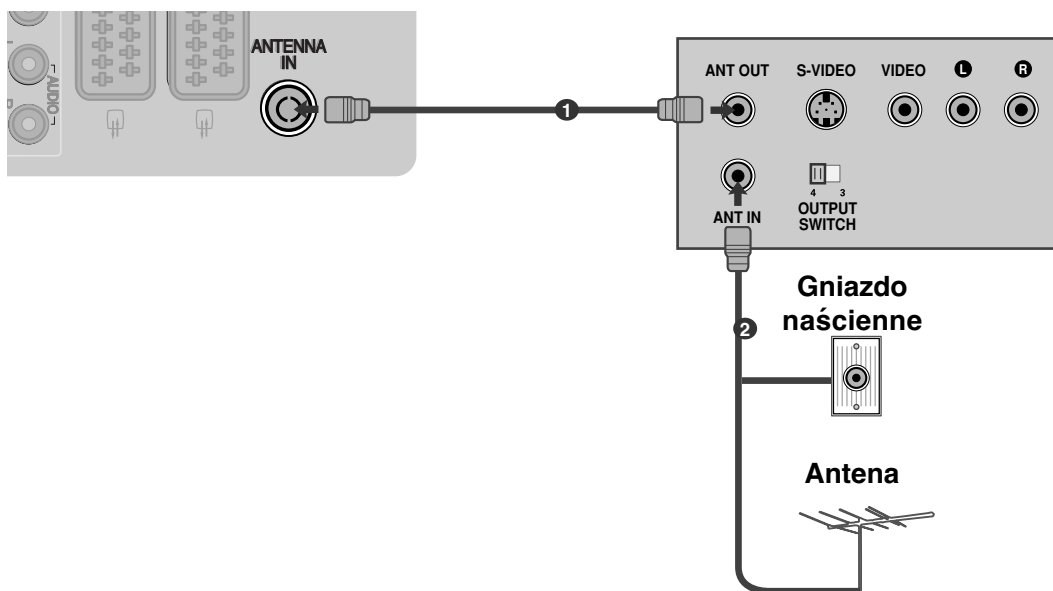 ANTENNA
IN
AUDIO
L
R
1
ANT OUT
S-VIDEO
VIDEO
L
R
ANT IN
4
3
OUTPUT
SWITCH
2
Gniazdo
naścienne
Antena